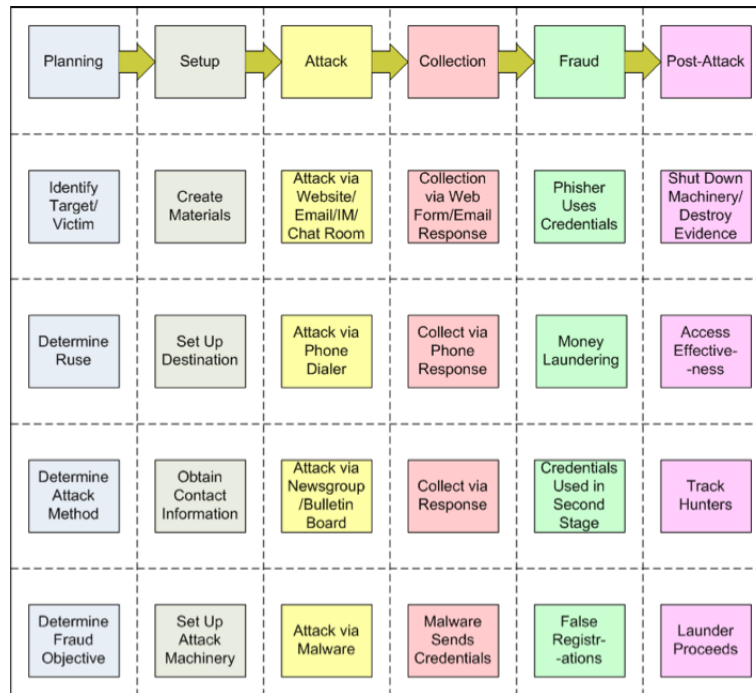 Planning
Setup
Attack
Collection
Fraud
Post-Attack
Identify
Target/
Victim
Create
Materials
Attack via
Website/
Email/IM/
Chat Room
Collection
via Web
Form/Email
Response
Phisher
Uses
Credentials
Shut Down
Machinery/
Destroy
Evidence
Determine
Ruse
Set Up
Destination
Attack via
Phone
Dialer
Collect via
Phone
Response
Money
Laundering
Access
Effective-
-ness
Determine
Attack
Method
Obtain
Contact
Information
Attack via
Newsgroup
/Bulletin
Board
Collect via
Response
Credentials
Used in
Second
Stage
Track
Hunters
Determine
Fraud
Objective
Set Up
Attack
Machinery
Attack via
Malware
Malware
Sends
Credentials
False
Registr-
-ations
Launder
Proceeds